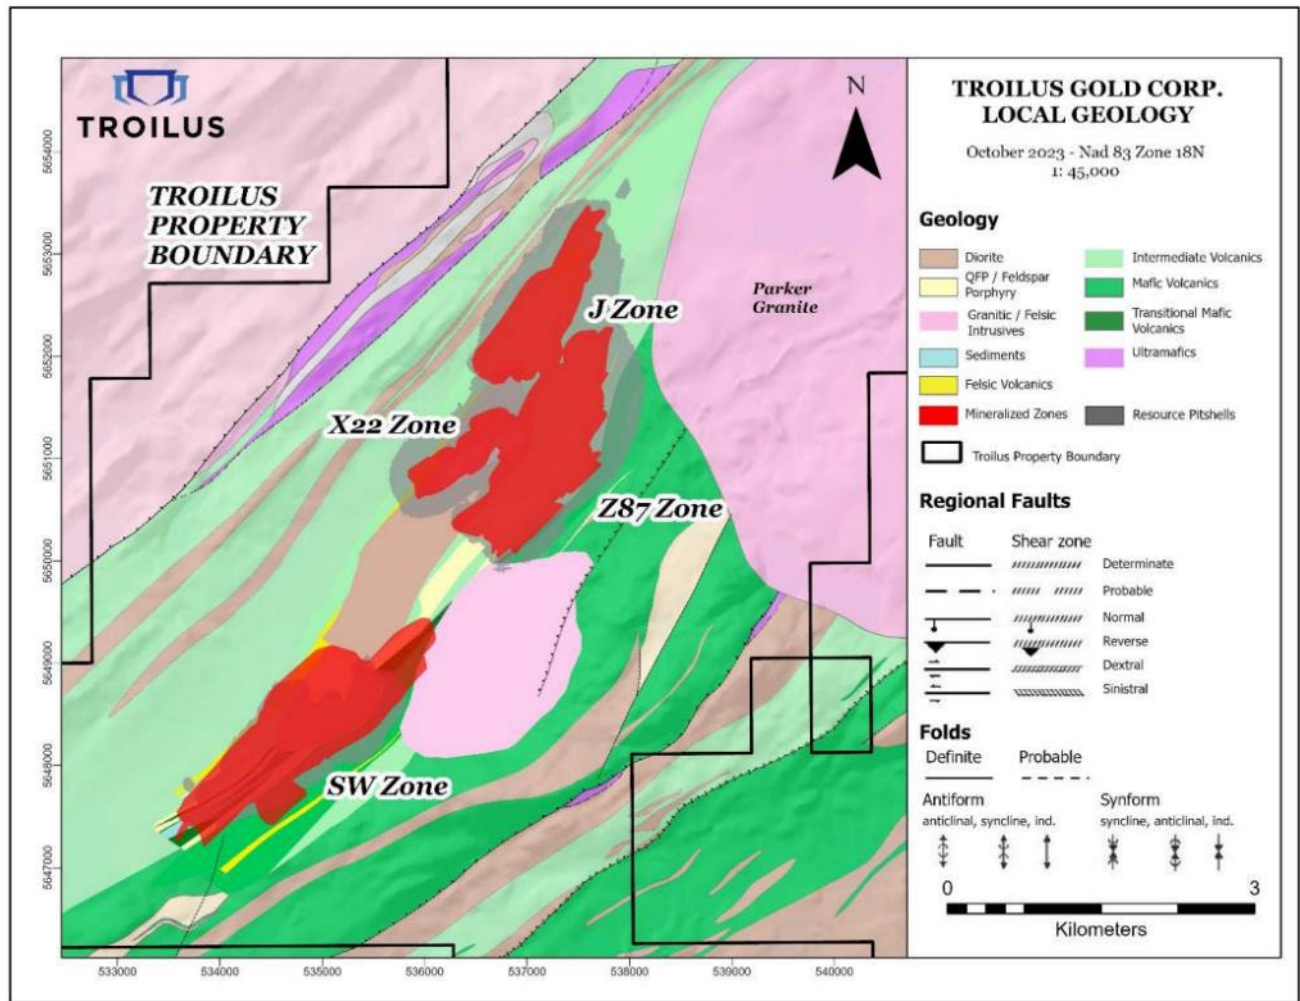 TROILUS
TROILUS
PROPERTY
BOUNDARY
N
Parker
Granite
J Zone
X22 Zone
Z87 Zone
SW Zone
5654000
5653000
5652000
5651000
5650000
5649000
5648000
5647000
533000
534000
535000
536000
537000
538000
539000
540000
TROILUS GOLD CORP.
LOCAL GEOLOGY
October 2023 - Nad 83 Zone 18N
1: 45,000
Geology
Diorite
QFP / Feldspar
Porphyry
Granitic / Felsic
Intrusives
Sediments
Felsic Volcanics
Mineralized Zones
Intermediate Volcanics
Mafic Volcanics
Transitional Mafic
Volcanics
Ultramafics
Resource Pitshells
Troilus Property Boundary
Regional Faults
Fault
Shear zone
Determinate
Probable
Normal
Reverse
Dextral
Sinistral
Folds
Definite
Probable
Antiform
anticlinal, syncline, ind.
Synform
syncline, anticlinal, ind.
0
3
Kilometers